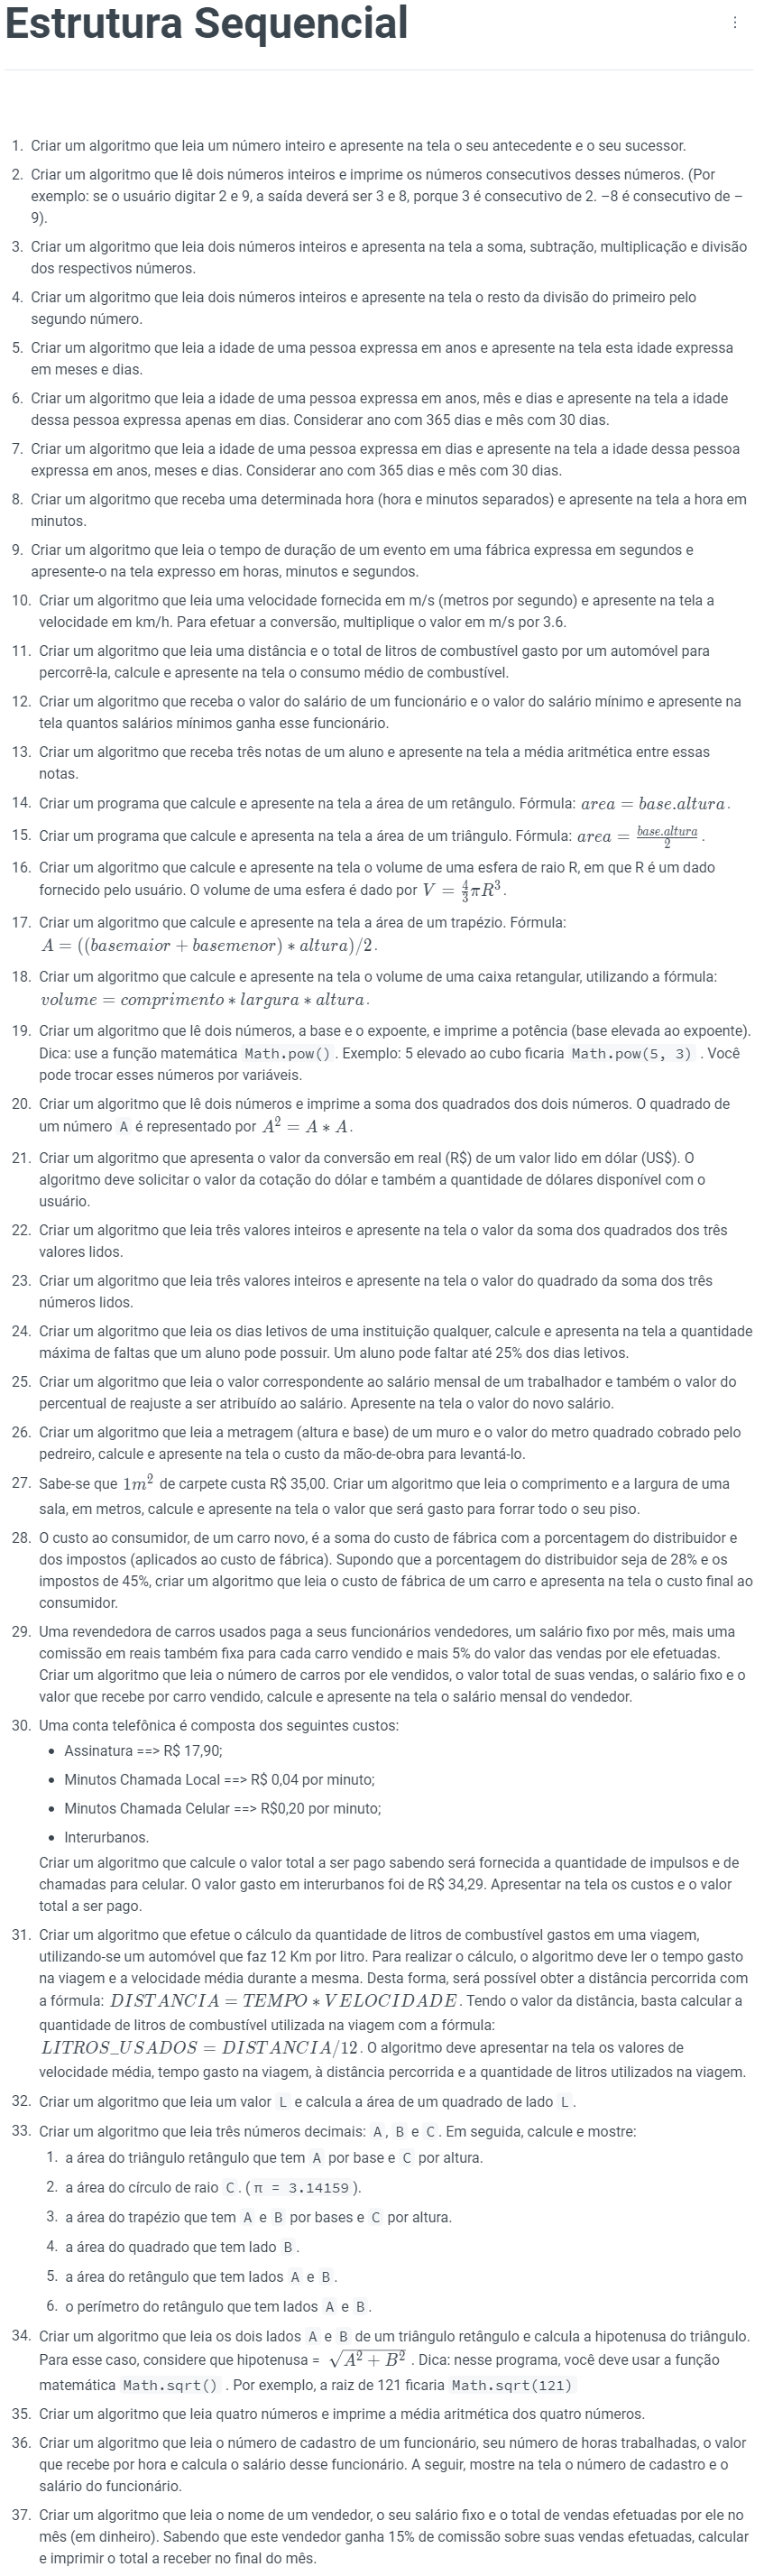 Estrutura Sequencial
1. Criar um algoritmo que leia um número inteiro e apresente na tela o seu antecedente e o seu sucessor.
2. Criar um algoritmo que lê dois números inteiros e imprime os números consecutivos desses números. (Por
exemplo: se o usuário digitar 2 e 9, a saída deverá ser 3 e 8, porque 3 é consecutivo de 2. −8 é consecutivo de −
9).
3. Criar um algoritmo que leia dois números inteiros e apresenta na tela a soma, subtração, multiplicação e divisão
dos respectivos números.
4. Criar um algoritmo que leia dois números inteiros e apresente na tela o resto da divisão do primeiro pelo
segundo número.
5. Criar um algoritmo que leia a idade de uma pessoa expressa em anos e apresente na tela esta idade expressa
em meses e dias.
6. Criar um algoritmo que leia a idade de uma pessoa expressa em anos, mês e dias e apresente na tela a idade
dessa pessoa expressa apenas em dias. Considerar ano com 365 dias e mês com 30 dias.
7. Criar um algoritmo que leia a idade de uma pessoa expressa em dias e apresente na tela a idade dessa pessoa
expressa em anos, meses e dias. Considerar ano com 365 dias e mês com 30 dias.
8. Criar um algoritmo que receba uma determinada hora (hora e minutos separados) e apresente na tela a hora em
minutos.
9. Criar um algoritmo que leia o tempo de duração de um evento em uma fábrica expressa em segundos e
apresente-o na tela expresso em horas, minutos e segundos.
10. Criar um algoritmo que leia uma velocidade fornecida em m/s (metros por segundo) e apresente na tela a
velocidade em km/h. Para efetuar a conversão, multiplique o valor em m/s por 3.6.
11. Criar um algoritmo que leia uma distância e o total de litros de combustível gasto por um automóvel para
percorrê-la, calcule e apresente na tela o consumo médio de combustível.
12. Criar um algoritmo que receba o valor do salário de um funcionário e o valor do salário mínimo e apresente na
tela quantos salários mínimos ganha esse funcionário.
13. Criar um algoritmo que receba três notas de um aluno e apresente na tela a média aritmética entre essas
notas.
14. Criar um programa que calcule e apresente na tela a área de um retângulo. Fórmula: area = base.altura.
15. Criar um programa que calcule e apresenta na tela a área de um triângulo. Fórmula: area = base.altura/2.
16. Criar um algoritmo que calcule e apresente na tela o volume de uma esfera de raio R, em que R é um dado
fornecido pelo usuário. O volume de uma esfera é dado por V = 4/3 πR³.
17. Criar um algoritmo que calcule e apresente na tela a área de um trapézio. Fórmula:
A = ((basemaior + basemenor) ∗ altura)/2.
18. Criar um algoritmo que calcule e apresente na tela o volume de uma caixa retangular, utilizando a fórmula:
volume = comprimento ∗ largura ∗ altura.
19. Criar um algoritmo que lê dois números, a base e o expoente, e imprime a potência (base elevada ao expoente).
Dica: use a função matemática Math.pow() . Exemplo: 5 elevado ao cubo ficaria Math.pow(5, 3) . Você
pode trocar esses números por variáveis.
20. Criar um algoritmo que lê dois números e imprime a soma dos quadrados dos dois números. O quadrado de
um número A é representado por A² = A ∗ A.
21. Criar um algoritmo que apresenta o valor da conversão em real (R$) de um valor lido em dólar (US$). O
algoritmo deve solicitar o valor da cotação do dólar e também a quantidade de dólares disponível com o
usuário.
22. Criar um algoritmo que leia três valores inteiros e apresente na tela o valor da soma dos quadrados dos três
valores lidos.
23. Criar um algoritmo que leia três valores inteiros e apresente na tela o valor do quadrado da soma dos três
números lidos.
24. Criar um algoritmo que leia os dias letivos de uma instituição qualquer, calcule e apresenta na tela a quantidade
máxima de faltas que um aluno pode possuir. Um aluno pode faltar até 25% dos dias letivos.
25. Criar um algoritmo que leia o valor correspondente ao salário mensal de um trabalhador e também o valor do
percentual de reajuste a ser atribuído ao salário. Apresente na tela o valor do novo salário.
26. Criar um algoritmo que leia a metragem (altura e base) de um muro e o valor do metro quadrado cobrado pelo
pedreiro, calcule e apresente na tela o custo da mão-de-obra para levantá-lo.
27. Sabe-se que 1m² de carpete custa R$ 35,00. Criar um algoritmo que leia o comprimento e a largura de uma
sala, em metros, calcule e apresente na tela o valor que será gasto para forrar todo o seu piso.
28. O custo ao consumidor, de um carro novo, é a soma do custo de fábrica com a porcentagem do distribuidor e
dos impostos (aplicados ao custo de fábrica). Supondo que a porcentagem do distribuidor seja de 28% e os
impostos de 45%, criar um algoritmo que leia o custo de fábrica de um carro e apresenta na tela o custo final ao
consumidor.
29. Uma revendedora de carros usados paga a seus funcionários vendedores, um salário fixo por mês, mais uma
comissão em reais também fixa para cada carro vendido e mais 5% do valor das vendas por ele efetuadas.
Criar um algoritmo que leia o número de carros por ele vendidos, o valor total de suas vendas, o salário fixo e o
valor que recebe por carro vendido, calcule e apresente na tela o salário mensal do vendedor.
30. Uma conta telefônica é composta dos seguintes custos:
• Assinatura ==> R$ 17,90;
• Minutos Chamada Local ==> R$ 0,04 por minuto;
• Minutos Chamada Celular ==> R$0,20 por minuto;
• Interurbanos.
Criar um algoritmo que calcule o valor total a ser pago sabendo será fornecida a quantidade de impulsos e de
chamadas para celular. O valor gasto em interurbanos foi de R$ 34,29. Apresentar na tela os custos e o valor
total a ser pago.
31. Criar um algoritmo que efetue o cálculo da quantidade de litros de combustível gastos em uma viagem,
utilizando-se um automóvel que faz 12 Km por litro. Para realizar o cálculo, o algoritmo deve ler o tempo gasto
na viagem e a velocidade média durante a mesma. Desta forma, será possível obter a distância percorrida com
a fórmula: DISTANCIA = TEMPO ∗ VELOCIDADE. Tendo o valor da distância, basta calcular a
quantidade de litros de combustível utilizada na viagem com a fórmula:
LITROS_USADOS = DISTANCIA/12. O algoritmo deve apresentar na tela os valores de
velocidade média, tempo gasto na viagem, à distância percorrida e a quantidade de litros utilizados na viagem.
32. Criar um algoritmo que leia um valor L e calcula a área de um quadrado de lado L .
33. Criar um algoritmo que leia três números decimais: A , B e C . Em seguida, calcule e mostre:
1. a área do triângulo retângulo que tem A por base e C por altura.
2. a área do círculo de raio C . ( π = 3.14159 ).
3. a área do trapézio que tem A e B por bases e C por altura.
4. a área do quadrado que tem lado B .
5. a área do retângulo que tem lados A e B .
6. o perímetro do retângulo que tem lados A e B .
34. Criar um algoritmo que leia os dois lados A e B de um triângulo retângulo e calcula a hipotenusa do triângulo.
Para esse caso, considere que hipotenusa = √(A² + B²) . Dica: nesse programa, você deve usar a função
matemática Math.sqrt() . Por exemplo, a raiz de 121 ficaria Math.sqrt(121)
35. Criar um algoritmo que leia quatro números e imprime a média aritmética dos quatro números.
36. Criar um algoritmo que leia o número de cadastro de um funcionário, seu número de horas trabalhadas, o valor
que recebe por hora e calcula o salário desse funcionário. A seguir, mostre na tela o número de cadastro e o
salário do funcionário.
37. Criar um algoritmo que leia o nome de um vendedor, o seu salário fixo e o total de vendas efetuadas por ele no
mês (em dinheiro). Sabendo que este vendedor ganha 15% de comissão sobre suas vendas efetuadas, calcular
e imprimir o total a receber no final do mês.